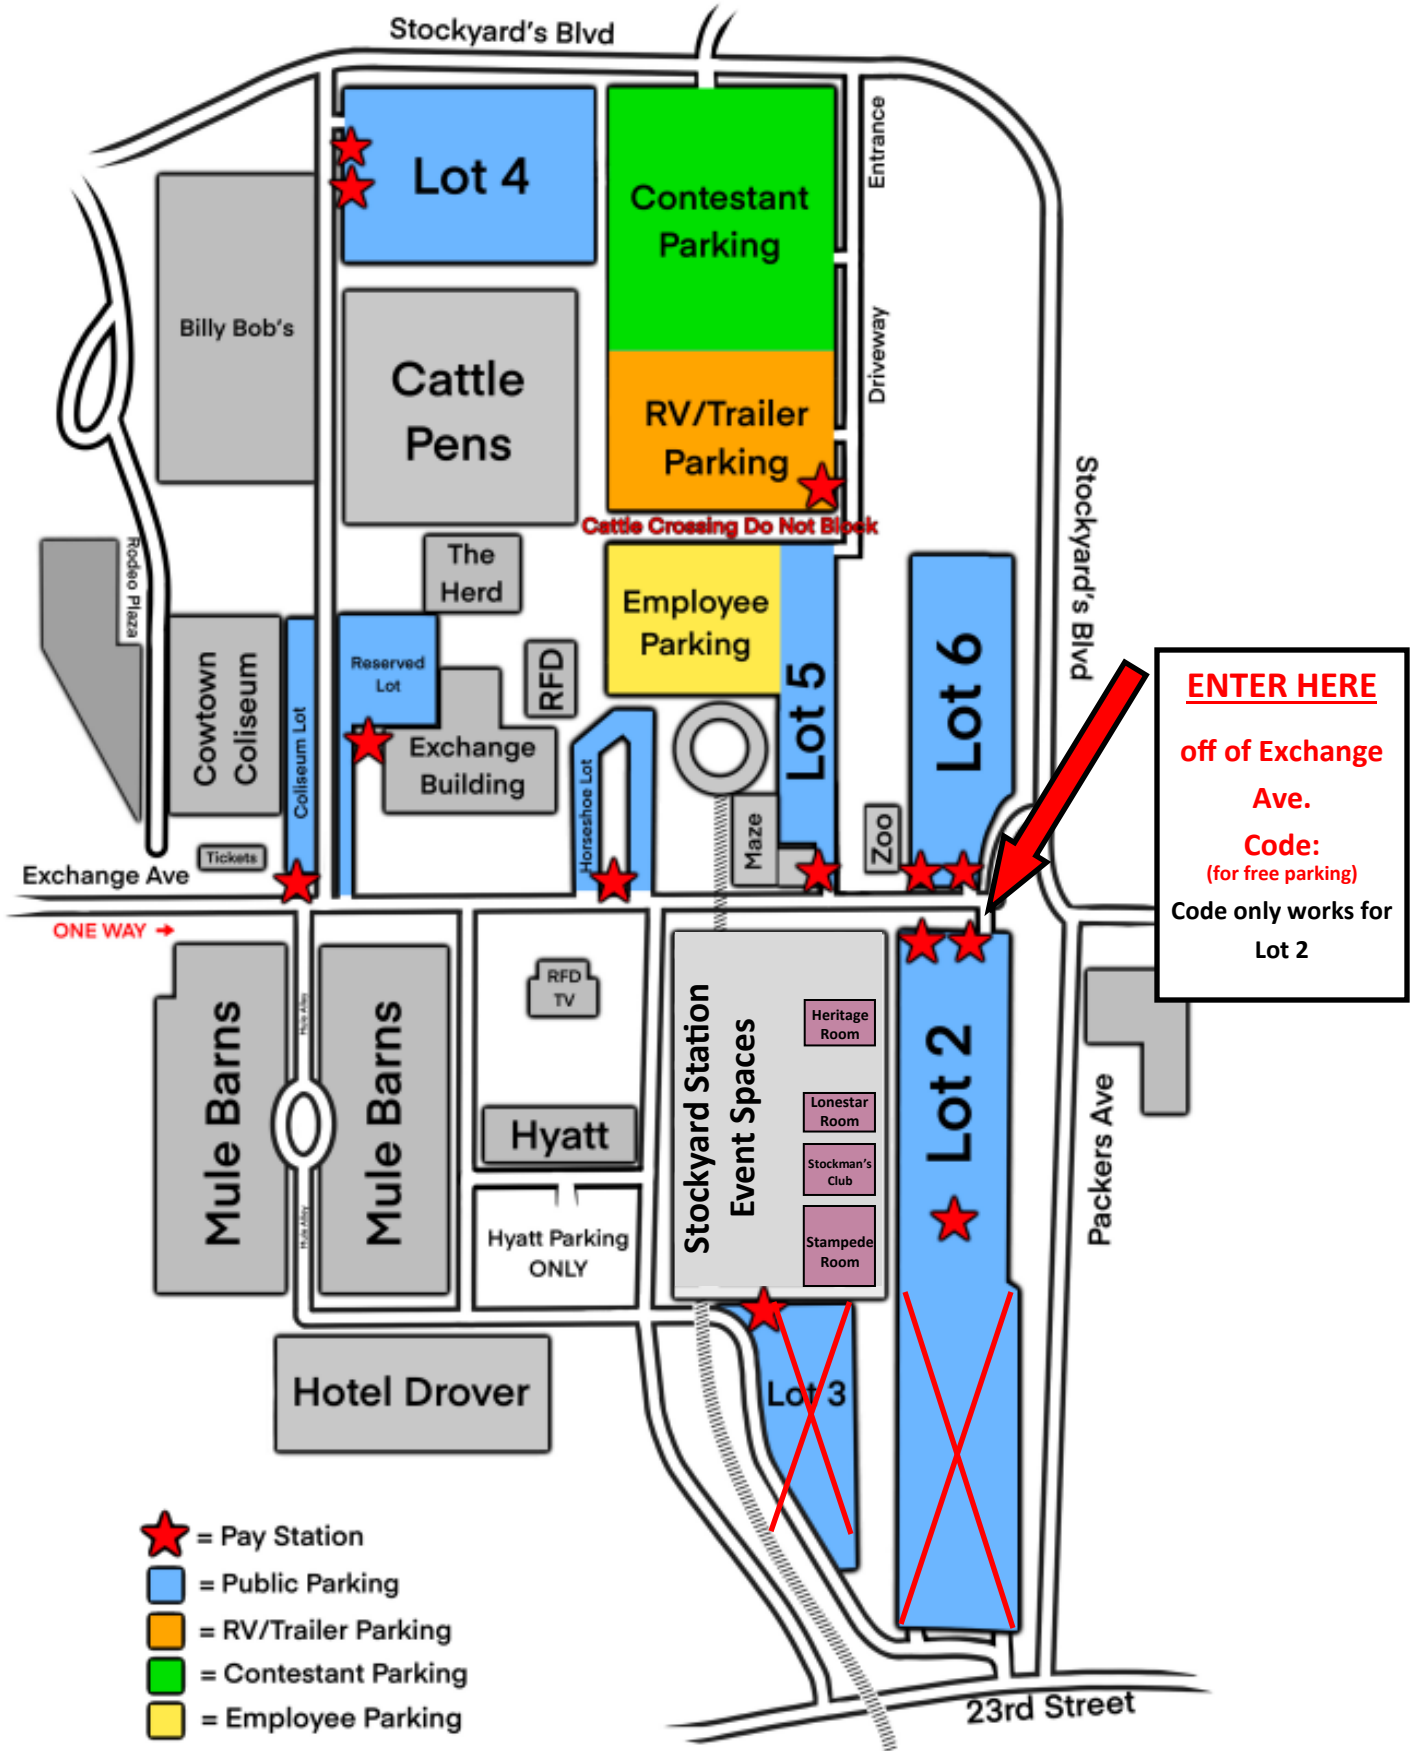 Stockyard's Blvd
Entrance
Lot 4
Contestant
Parking
Billy Bob's
Driveway
Cattle
Pens
RV/Trailer
Parking
Cattle Crossing Do Not Block
Stockyard's Blvd
Rodeo Plaza
The
Herd
Employee
Parking
Cowtown
Coliseum
Coliseum Lot
Reserved
Lot
RFD
Lot 5
Lot 6
Exchange
Building
Horseshoe Lot
Maze
Zoo
Tickets
Exchange Ave
ONE WAY
ENTER HERE
off of Exchange
Ave.
Code:
(for free parking)
Code only works for
Lot 2
Mule Barns
Mule Alley
Mule Alley
Mule Barns
RFD
TV
Hyatt
Hyatt Parking
ONLY
Stockyard Station
Event Spaces
Heritage
Room
Lonestar
Room
Stockman's
Club
Stampede
Room
Lot 2
Packers Ave
Lot 3
Hotel Drover
= Pay Station
= Public Parking
= RV/Trailer Parking
= Contestant Parking
= Employee Parking
23rd Street